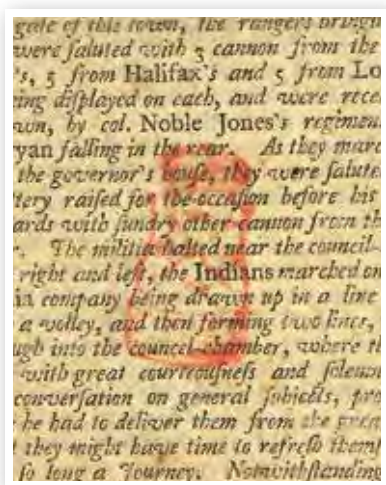 gate of this town, the rangers
were saluted with 3 cannon from the
's, 5 from Halifax's and 5 from Lo
ing displayed on each, and were rece
wn, by col. Noble Jones's regimen
yan falling in the rear. As they marc
the governor's house, they were salute
tery raised for the occasion before his
ards with sundry other cannon from th
r. The militia halted near the council-
right and left, the Indians marched on
ia company being drawn up in a line
a volley, and then forming two lines,
ugh into the councel-chamber, where th
with great courteousness and solemn
conversation on general subjects, pro
he had to deliver them from the great
t they might have time to refresh themſ
so long a Journey. Notwithstanding